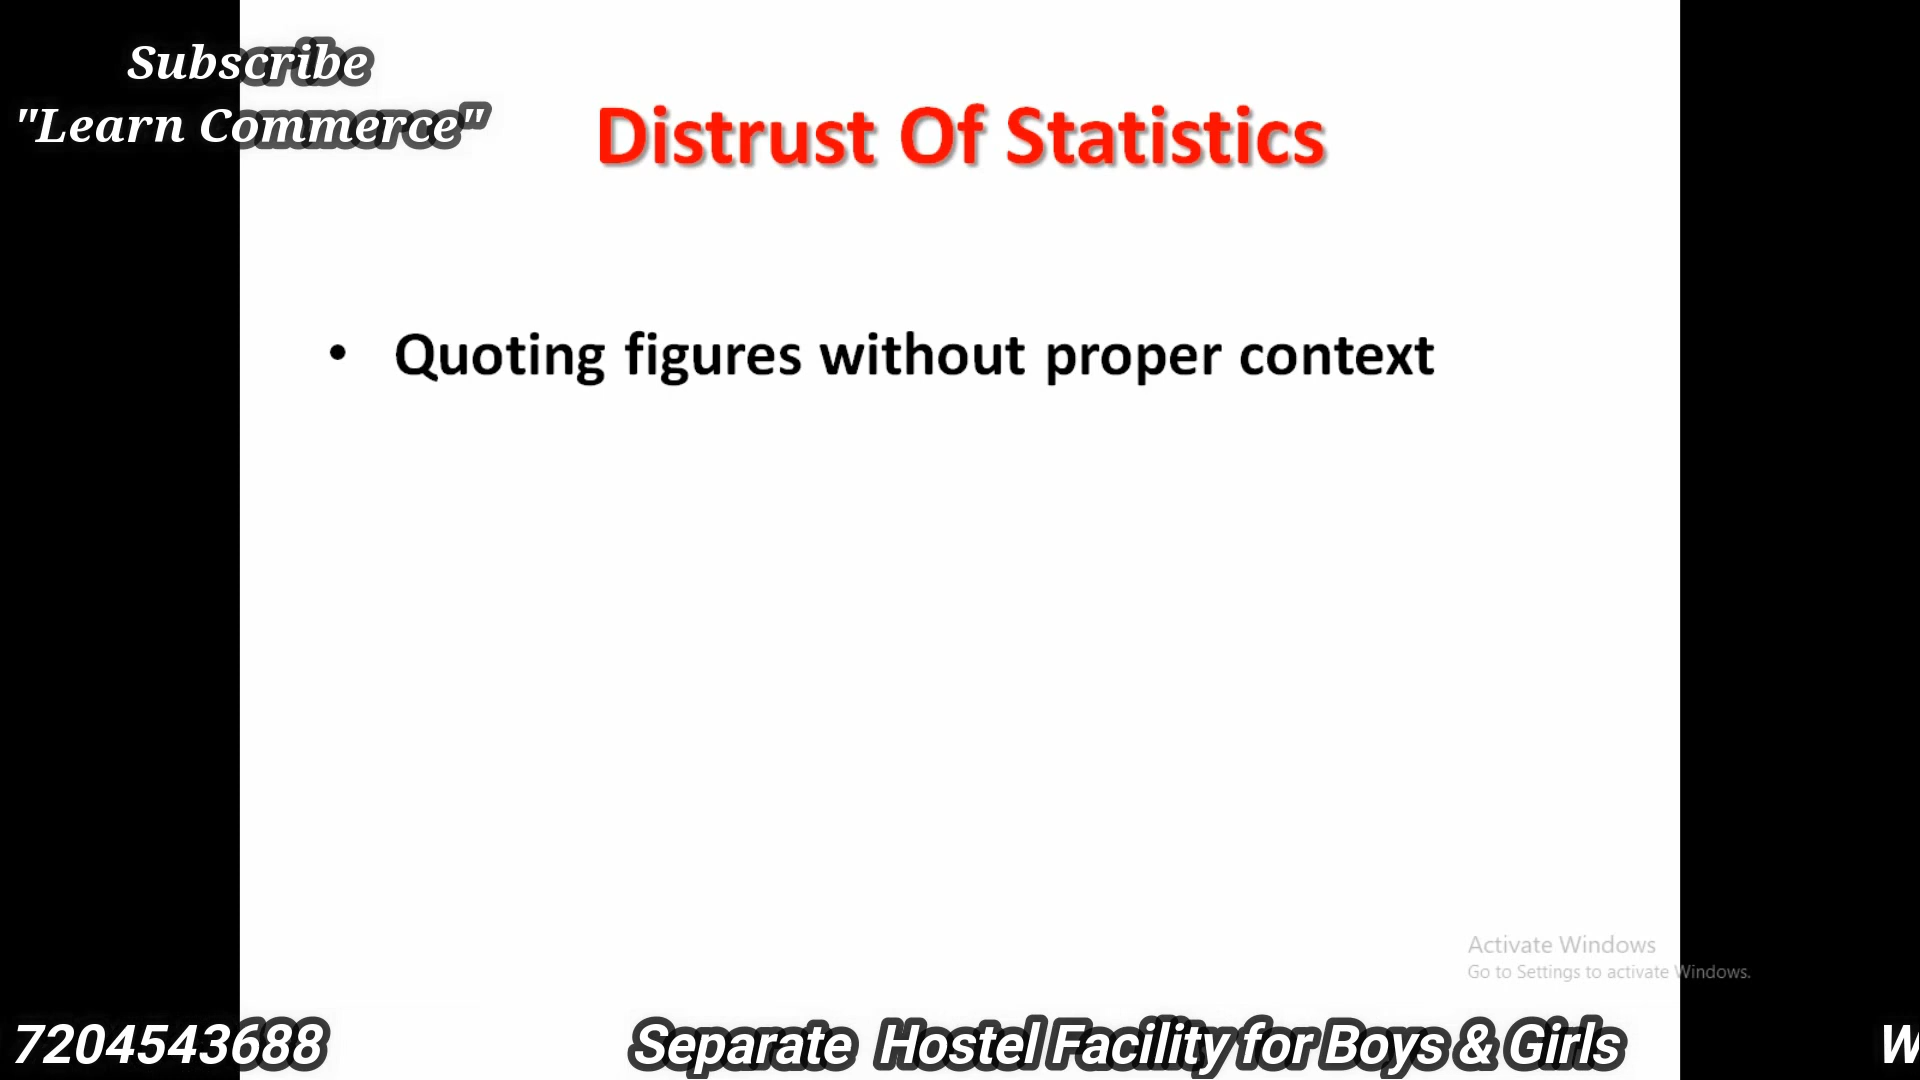 Subscribe
"Learn Commerce"
Distrust Of Statistics
• Quoting figures without proper context
Activate Windows
Go to Settings to activate Windows.
7204543688 Separate Hostel Facility for Boys & Girls W